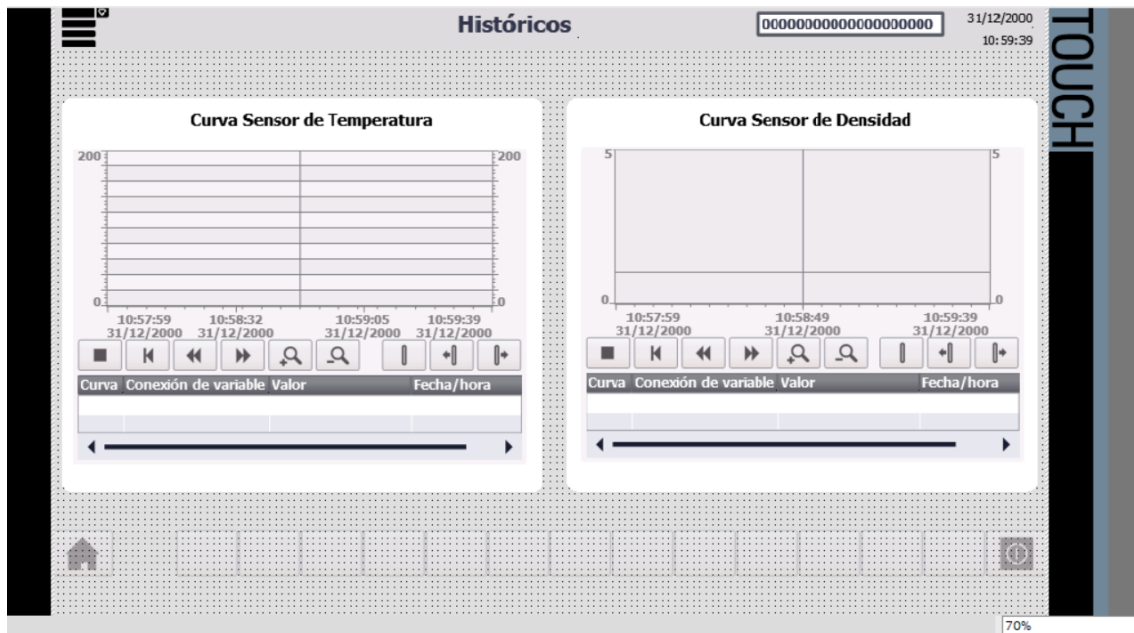 Históricos
00000000000000000000
31/12/2000
10:59:39
TOUCH
Curva Sensor de Temperatura
200
200
0
0
10:57:59 10:58:32 10:59:05 10:59:39
31/12/2000 31/12/2000 31/12/2000 31/12/2000
Curva Conexión de variable Valor Fecha/hora
Curva Sensor de Densidad
5
5
0
0
10:57:59 10:58:49 10:59:39
31/12/2000 31/12/2000 31/12/2000
Curva Conexión de variable Valor Fecha/hora
70%